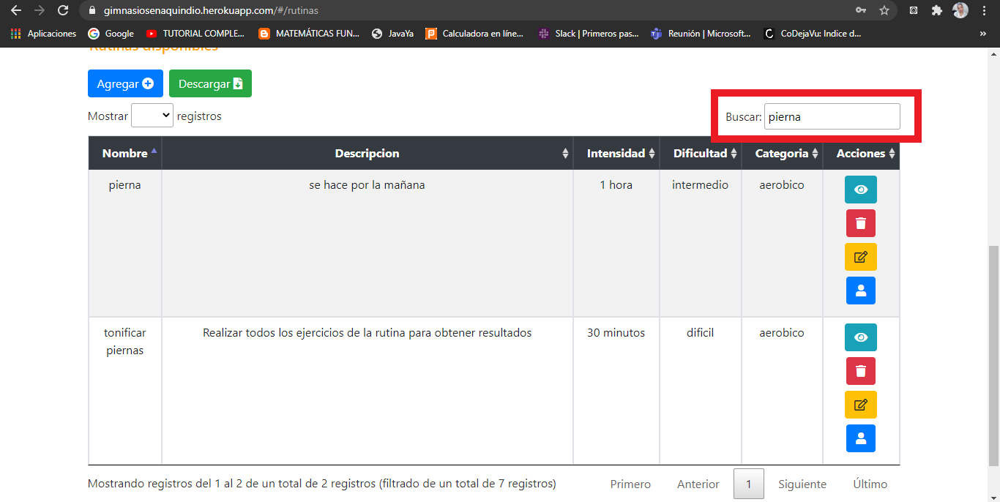 gimnasiosenaquindio.herokuapp.com/#/rutinas
Aplicaciones Google TUTORIAL COMPLE... MATEMÁTICAS FUN... JavaYa Calculadora en líne... Slack | Primeros pas... Reunión | Microsoft... CoDejaVu: Indice d... »
Rutinas disponibles
Agregar Descargar
Mostrar registros Buscar: pierna
Nombre Descripcion Intensidad Dificultad Categoria Acciones
pierna se hace por la mañana 1 hora intermedio aerobico
tonificar Realizar todos los ejercicios de la rutina para obtener resultados 30 minutos dificil aerobico
piernas
Mostrando registros del 1 al 2 de un total de 2 registros (filtrado de un total de 7 registros) Primero Anterior 1 Siguiente Último